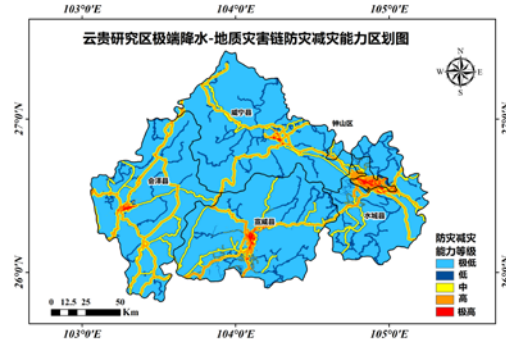 云贵研究区极端降水-地质灾害链防灾减灾能力区划图
103°0′E 104°0′E 105°0′E
N
W E
S
27°0′N 27°0′N
威宁县
钟山区
会泽县
宣威县
水城县
26°0′N 26°0′N
防灾减灾
能力等级
极低
低
中
高
极高
0 12.5 25 50
Km
103°0′E 104°0′E 105°0′E